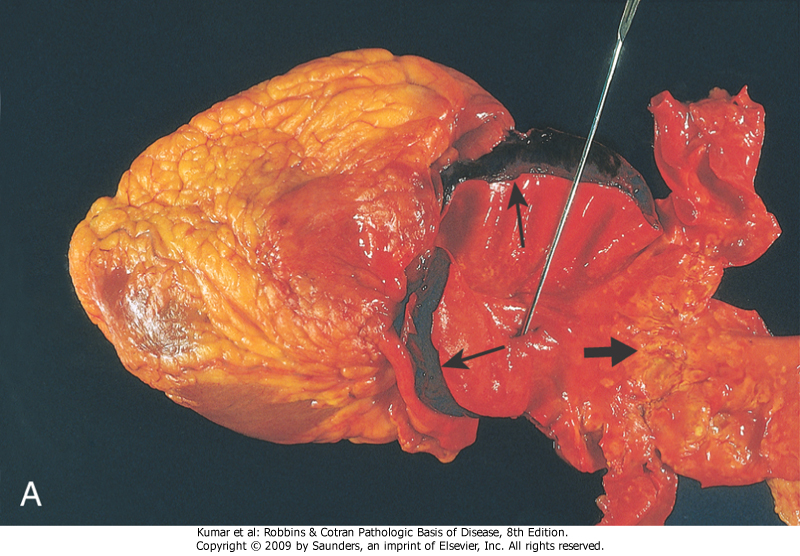 A
Kumar et al: Robbins & Cotran Pathologic Basis of Disease, 8th Edition.
Copyright © 2009 by Saunders, an imprint of Elsevier, Inc. All rights reserved.